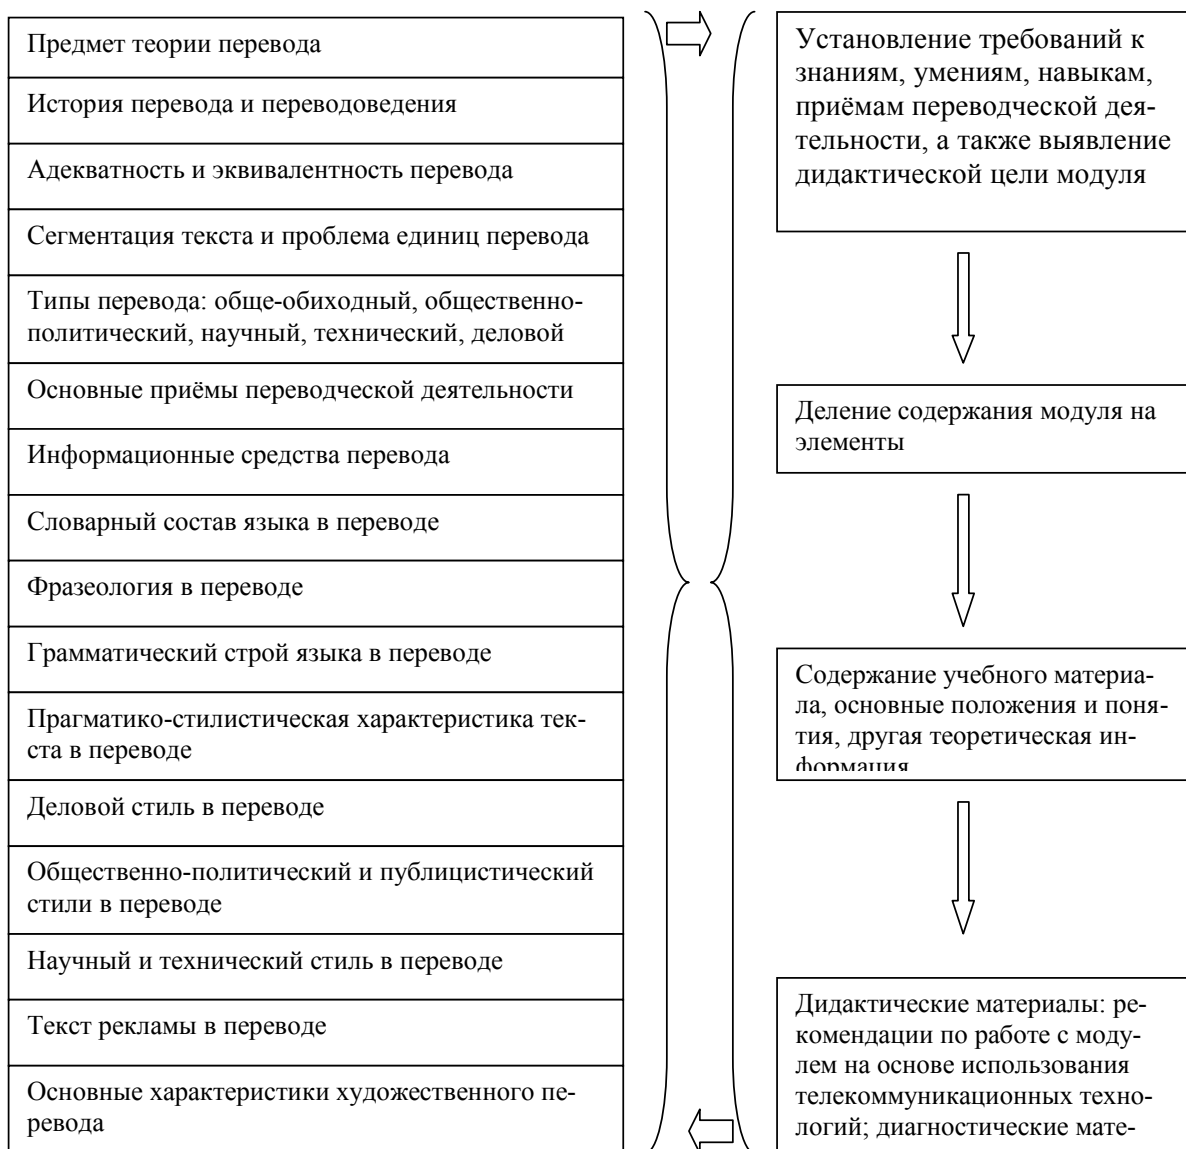 Предмет теории перевода
История перевода и переводоведения
Адекватность и эквивалентность перевода
Сегментация текста и проблема единиц перевода
Типы перевода: обще-обиходный, общественно-
политический, научный, технический, деловой
Основные приёмы переводческой деятельности
Информационные средства перевода
Словарный состав языка в переводе
Фразеология в переводе
Грамматический строй языка в переводе
Прагматико-стилистическая характеристика тек-
ста в переводе
Деловой стиль в переводе
Общественно-политический и публицистический
стили в переводе
Научный и технический стиль в переводе
Текст рекламы в переводе
Основные характеристики художественного пе-
ревода
Установление требований к
знаниям, умениям, навыкам,
приёмам переводческой дея-
тельности, а также выявление
дидактической цели модуля
Деление содержания модуля на
элементы
Содержание учебного материа-
ла, основные положения и поня-
тия, другая теоретическая ин-
формация
Дидактические материалы: ре-
комендации по работе с моду-
лем на основе использования
телекоммуникационных техно-
логий; диагностические мате-